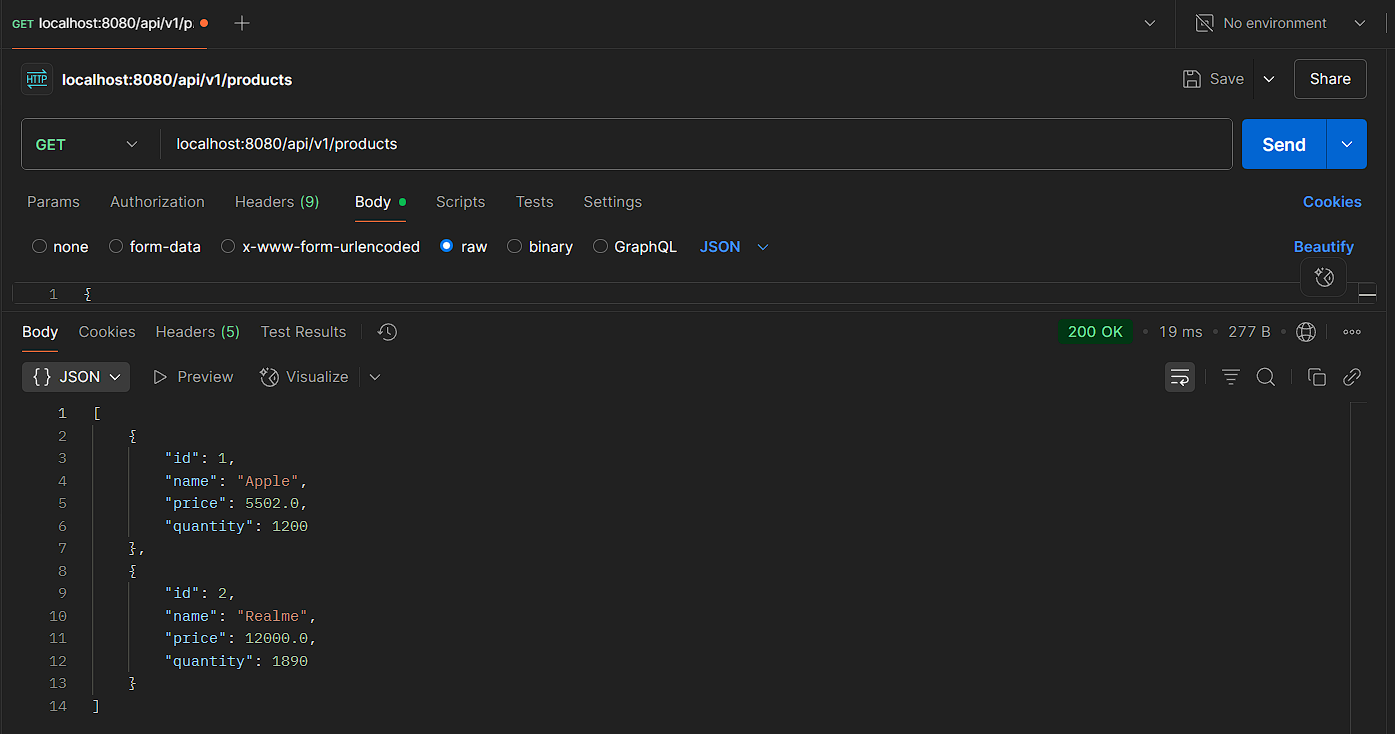 GET localhost:8080/api/v1/p.
No environment
HTTP localhost:8080/api/v1/products
Save
Share
GET localhost:8080/api/v1/products
Send
Params Authorization Headers (9) Body Scripts Tests Settings
Cookies
none form-data x-www-form-urlencoded raw binary GraphQL JSON
Beautify
1 {
Body Cookies Headers (5) Test Results
200 OK • 19 ms • 277 B •
{} JSON Preview Visualize
1 [
2 {
3 "id": 1,
4 "name": "Apple",
5 "price": 5502.0,
6 "quantity": 1200
7 },
8 {
9 "id": 2,
10 "name": "Realme",
11 "price": 12000.0,
12 "quantity": 1890
13 }
14 ]